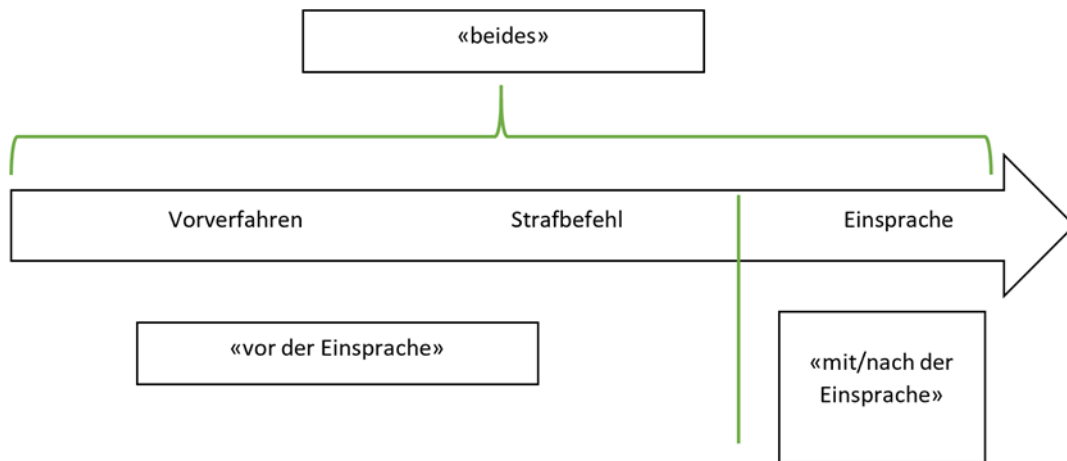 «beides»
Vorverfahren Strafbefehl Einsprache
«vor der Einsprache»
«mit/nach der
Einsprache»